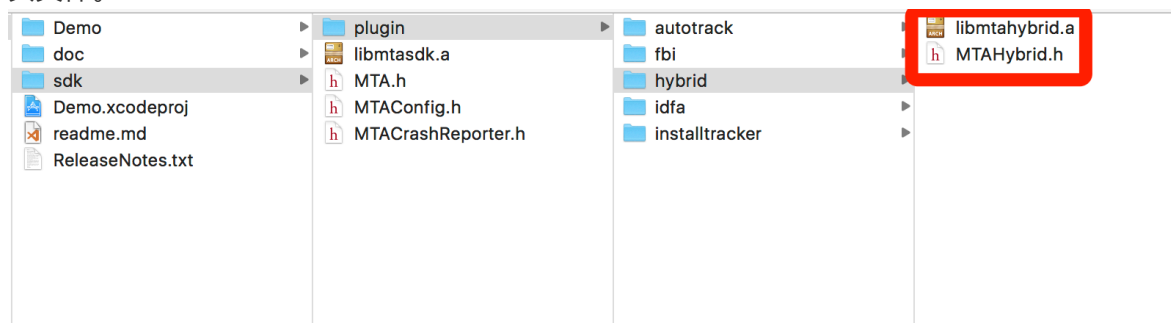 Demo
doc
sdk
Demo.xcodeproj
readme.md
ReleaseNotes.txt
plugin
libmtasdk.a
MTA.h
MTAConfig.h
MTACrashReporter.h
autotrack
fbi
hybrid
idfa
installtracker
libmtahybrid.a
MTAHybrid.h